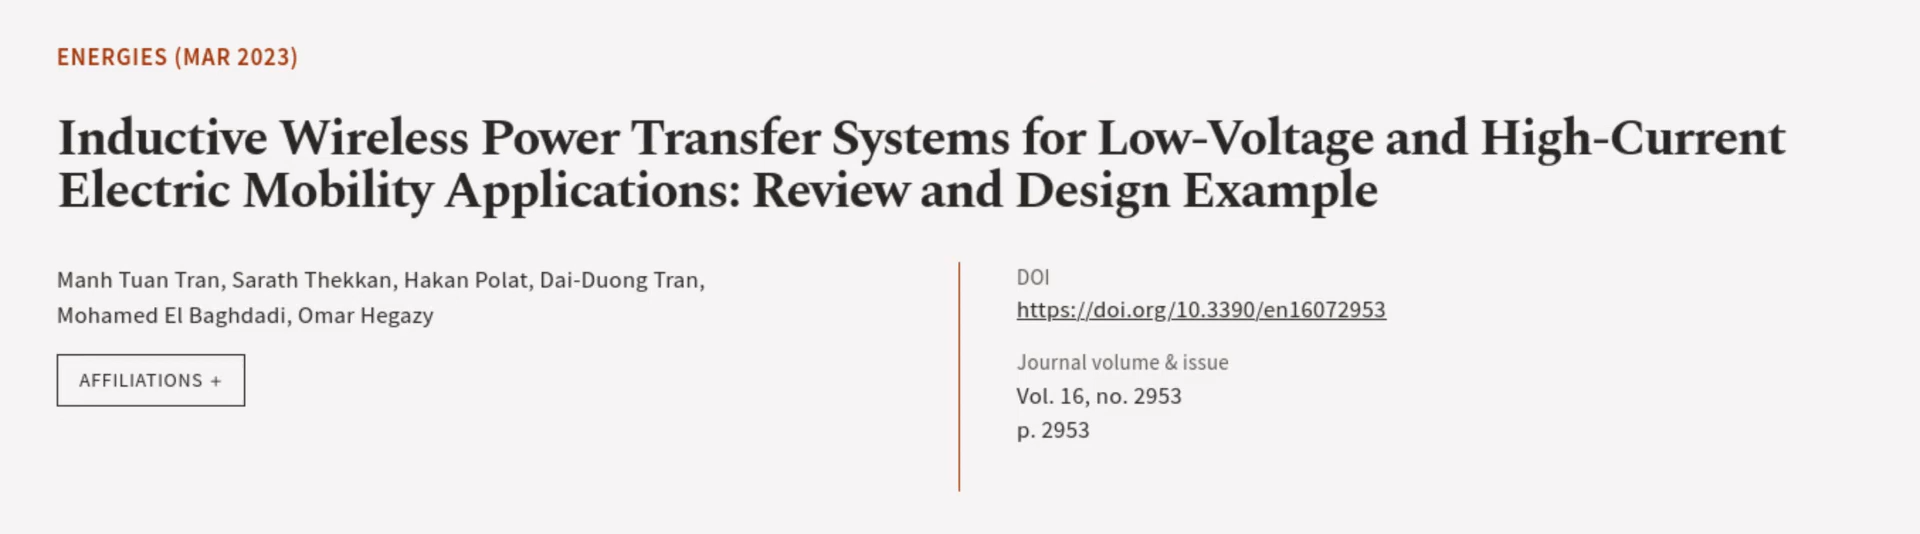 ENERGIES (MAR 2023)
Inductive Wireless Power Transfer Systems for Low-Voltage and High-Current
Electric Mobility Applications: Review and Design Example
Manh Tuan Tran, Sarath Thekkan, Hakan Polat, Dai-Duong Tran,
Mohamed El Baghdadi, Omar Hegazy
AFFILIATIONS +
DOI
https://doi.org/10.3390/en16072953
Journal volume & issue
Vol. 16, no. 2953
p. 2953